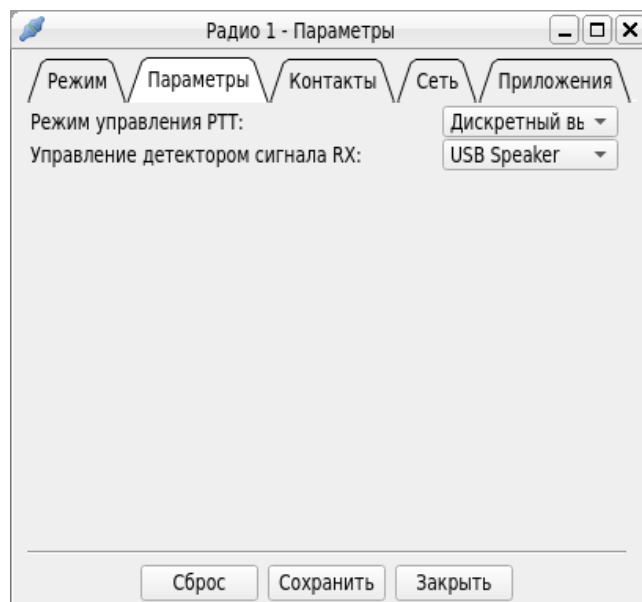 Радио 1 - Параметры
Режим Параметры Контакты Сеть Приложения
Режим управления PTT: Дискретный вь
Управление детектором сигнала RX: USB Speaker
Сброс Сохранить Закрыть